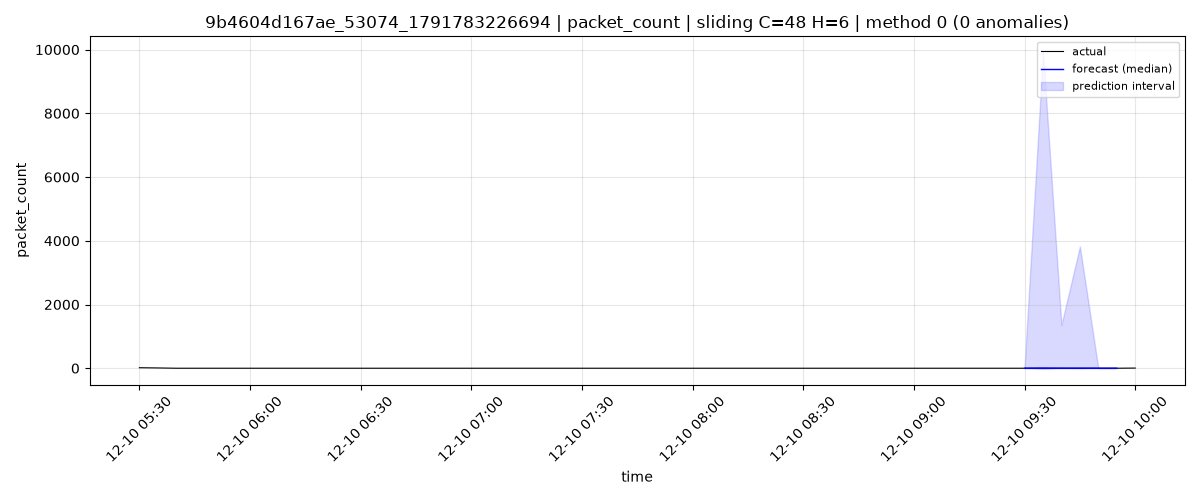 9b4604d167ae_53074_1791783226694 | packet_count | sliding C=48 H=6 | method 0 (0 anomalies)
packet_count
10000
8000
6000
4000
2000
0
actual
forecast (median)
prediction interval
12-10 05:30
12-10 06:00
12-10 06:30
12-10 07:00
12-10 07:30
12-10 08:00
12-10 08:30
12-10 09:00
12-10 09:30
12-10 10:00
time